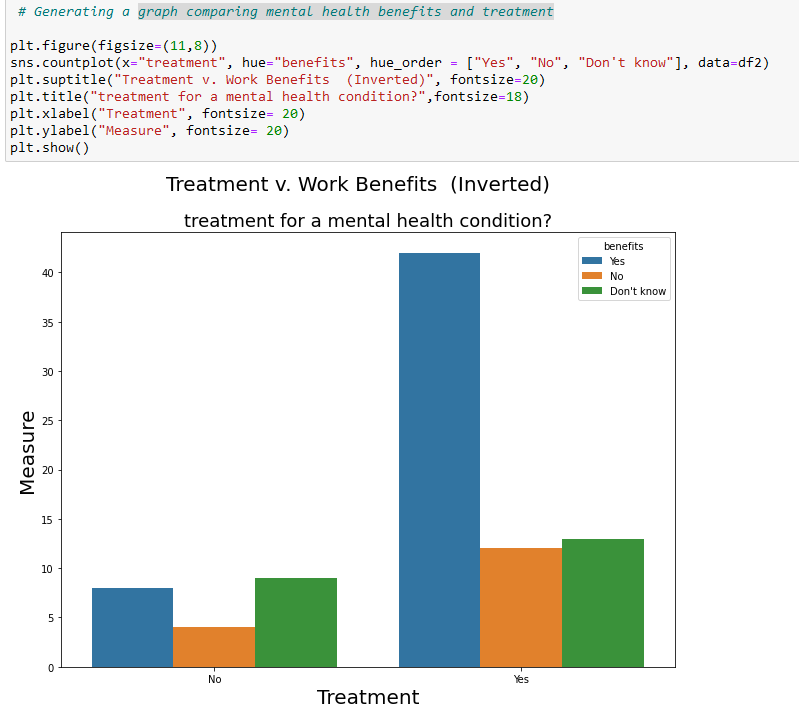 # Generating a graph comparing mental health benefits and treatment
plt.figure(figsize=(11,8))
sns.countplot(x="treatment", hue="benefits", hue_order = ["Yes", "No", "Don't know"], data=df2)
plt.suptitle("Treatment v. Work Benefits  (Inverted)", fontsize=20)
plt.title("treatment for a mental health condition?",fontsize=18)
plt.xlabel("Treatment", fontsize= 20)
plt.ylabel("Measure", fontsize= 20)
plt.show()
Treatment v. Work Benefits  (Inverted)
treatment for a mental health condition?
benefits
Yes
No
Don't know
40
35
30
25
20
15
10
5
0
Measure
No
Yes
Treatment